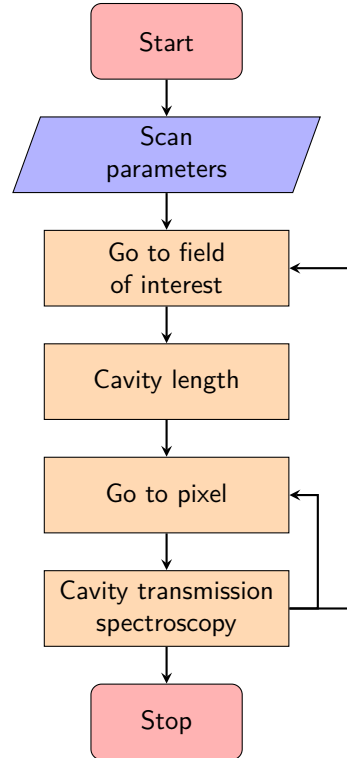 Start
Scan
parameters
Go to field
of interest
Cavity length
Go to pixel
Cavity transmission
spectroscopy
Stop